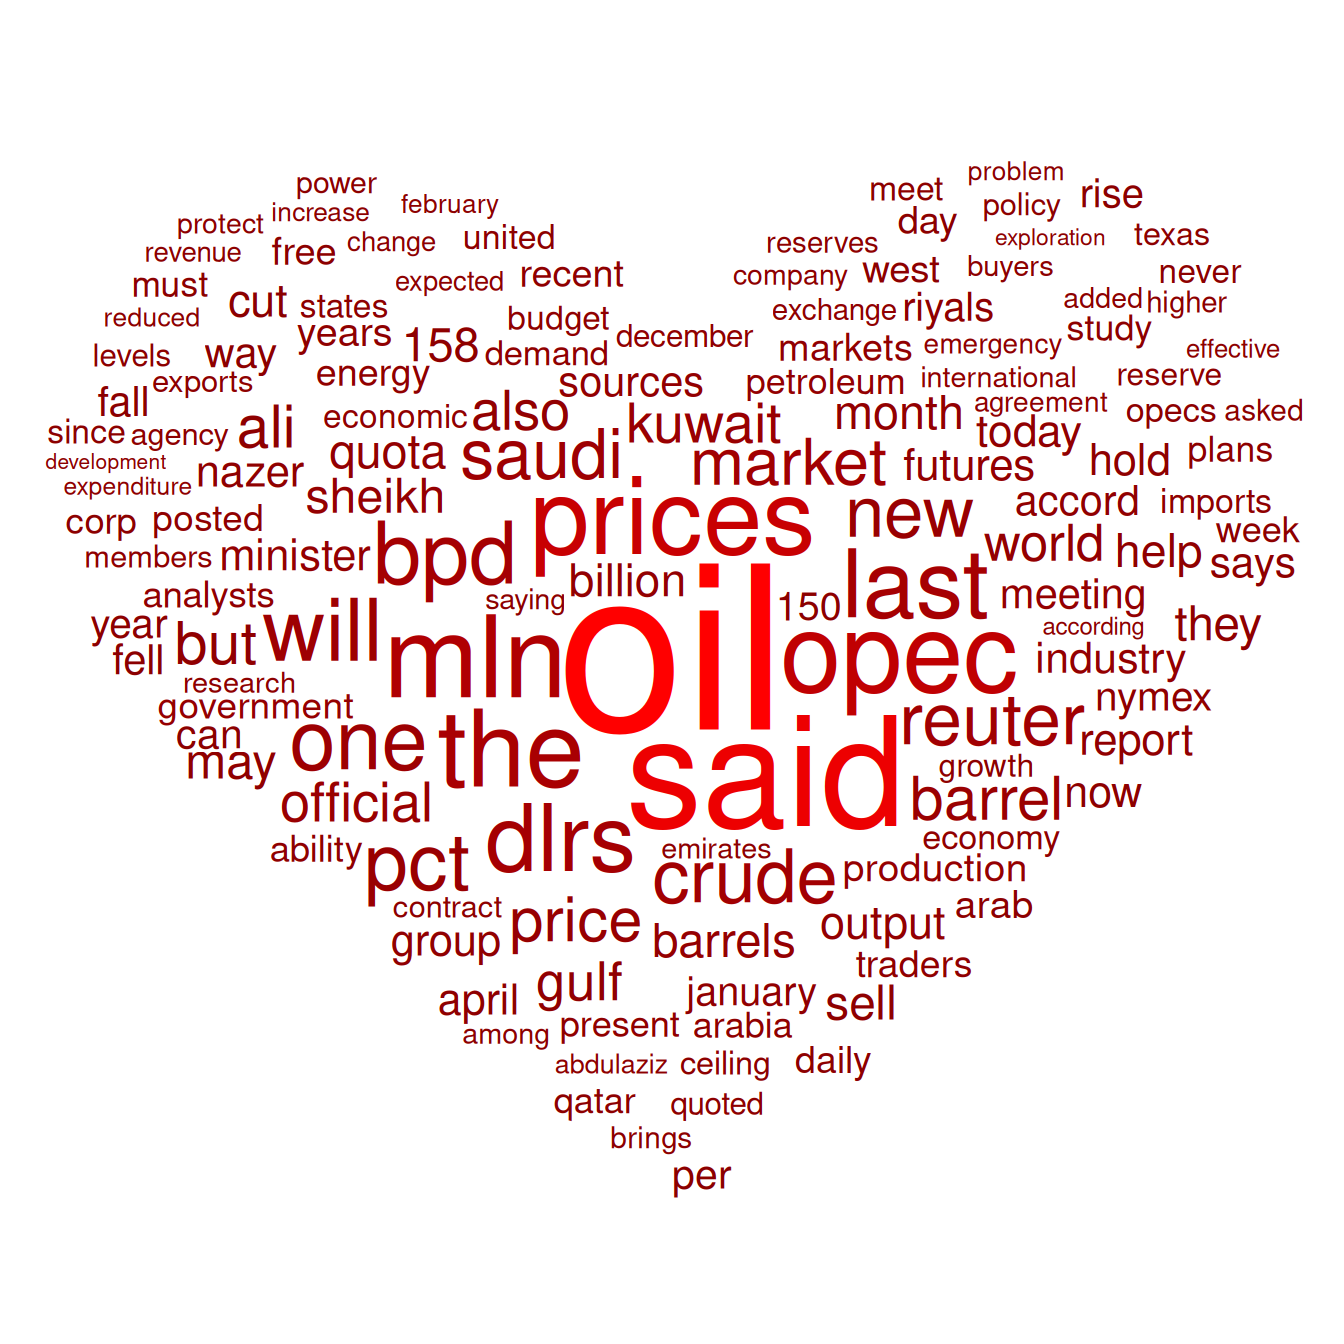 power
problem
meet
rise
protect
increase
february
day
policy
revenue
free
change
united
reserves
exploration
texas
must
expected
recent
company
west
buyers
never
reduced
cut
states
budget
exchange
riyals
added
higher
levels
way
years
158
demand
december
markets
emergency
study
effective
fall
exports
energy
sources
petroleum
international
reserve
since
agency
ali
economic
also
kuwait
month
agreement
opecs
asked
development
nazer
quota
saudi
market
futures
today
hold
plans
expenditure
sheikh
prices
new
accord
imports
corp
posted
week
members
minister
bpd
billion
world
help
says
analysts
saying
150
last
meeting
year
but
will
mln
oil
opec
according
they
fell
industry
research
government
nymex
can
may
one
the
said
reuter
report
official
growth
barrel
now
ability
pct
dlrs
emirates
crude
economy
production
contract
price
arab
group
barrels
output
traders
april
gulf
january
sell
among
present
arabia
abdulaziz
ceiling
daily
qatar
quoted
brings
per